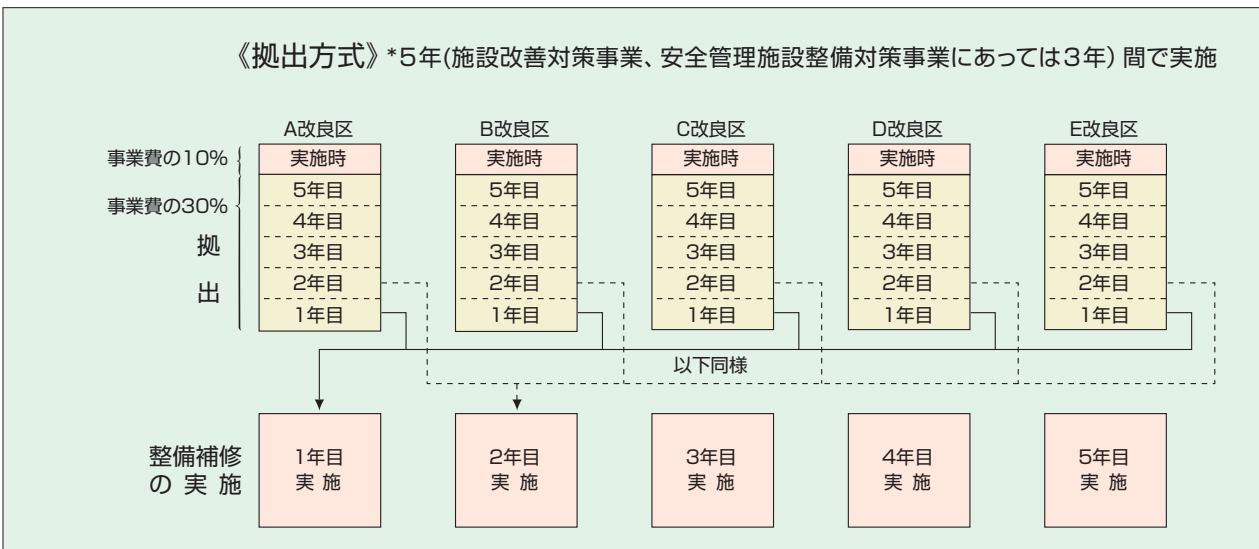 《拠出方式》*5年(施設改善対策事業、安全管理施設整備対策事業にあっては3年)間で実施
A改良区 B改良区 C改良区 D改良区 E改良区
事業費の10% 実施時 実施時 実施時 実施時 実施時
事業費の30%
拠
出
5年目 5年目 5年目 5年目 5年目
4年目 4年目 4年目 4年目 4年目
3年目 3年目 3年目 3年目 3年目
2年目 2年目 2年目 2年目 2年目
1年目 1年目 1年目 1年目 1年目
以下同様
整備補修
の実施
1年目 2年目 3年目 4年目 5年目
実施 実施 実施 実施 実施